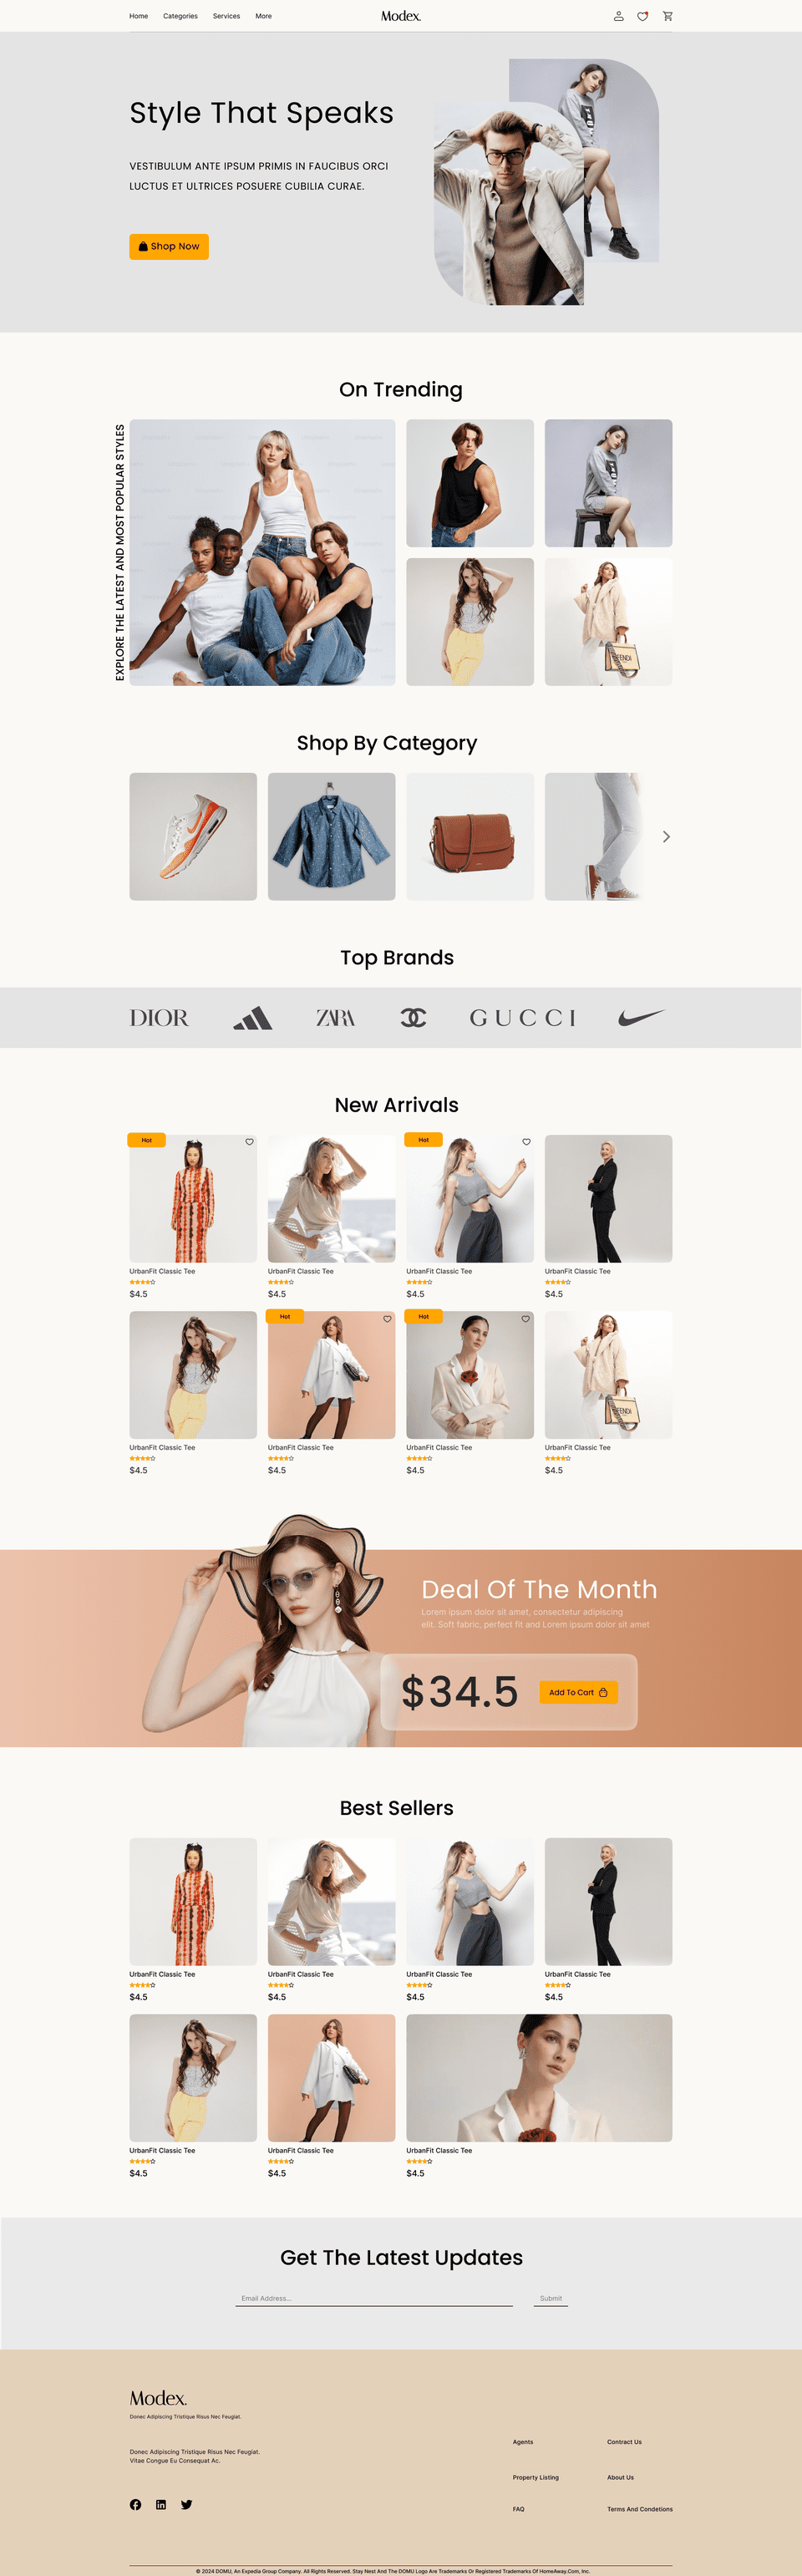 Home Categories Services More
Modex.
Style That Speaks
VESTIBULUM ANTE IPSUM PRIMIS IN FAUCIBUS ORCI
LUCTUS ET ULTRICES POSUERE CUBILIA CURAE.
Shop Now
On Trending
EXPLORE THE LATEST AND MOST POPULAR STYLES
FENDI
Shop By Category
Top Brands
DIOR ZARA GUCCI
New Arrivals
Hot Hot
UrbanFit Classic Tee UrbanFit Classic Tee UrbanFit Classic Tee UrbanFit Classic Tee
$4.5 $4.5 $4.5 $4.5
Hot Hot
FENDI
UrbanFit Classic Tee UrbanFit Classic Tee UrbanFit Classic Tee UrbanFit Classic Tee
$4.5 $4.5 $4.5 $4.5
Deal Of The Month
Lorem ipsum dolor sit amet, consectetur adipiscing
elit. Soft fabric, perfect fit and Lorem ipsum dolor sit amet
$34.5 Add To Cart
Best Sellers
UrbanFit Classic Tee UrbanFit Classic Tee UrbanFit Classic Tee UrbanFit Classic Tee
$4.5 $4.5 $4.5 $4.5
UrbanFit Classic Tee UrbanFit Classic Tee UrbanFit Classic Tee
$4.5 $4.5 $4.5
Get The Latest Updates
Email Address... Submit
Modex.
Donec Adipiscing Tristique Risus Nec Feugiat.
Donec Adipiscing Tristique Risus Nec Feugiat.
Vitae Congue Eu Consequat Ac.
Agents Contract Us
Property Listing About Us
FAQ Terms And Condetions
© 2024 DOMU, An Expedia Group Company. All Rights Reserved. Stay Nest And The DOMU Logo Are Trademarks Or Registered Trademarks Of HomeAway.Com, Inc.